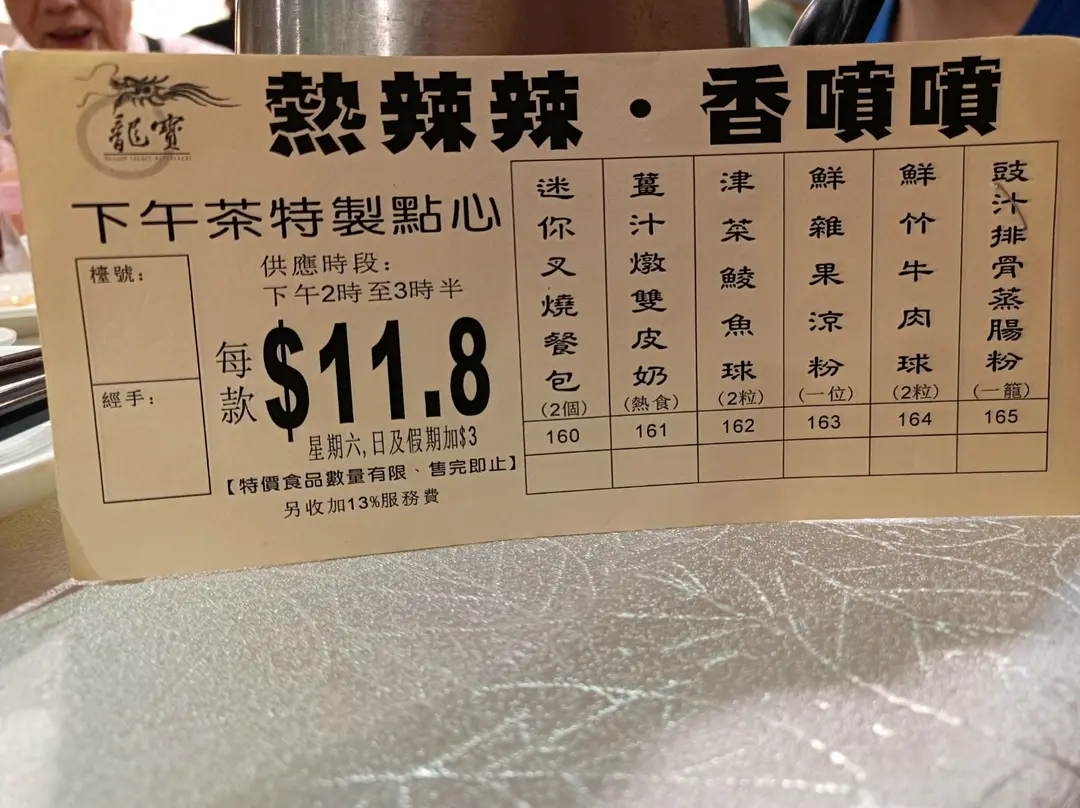 龍寶
熱辣辣·香噴噴
下午茶特製點心
檯號：
經手：
供應時段：
下午2時至3時半
每款
$11.8
星期六,日及假期加$3
【特價食品數量有限、售完即止】
另收加13%服務費
迷你叉燒餐包
(2個)
160
薑汁燉雙皮奶
(熱食)
161
津菜鯪魚球
(2粒)
162
鮮雜果涼粉
(一位)
163
鮮竹牛肉球
(2粒)
164
豉汁排骨蒸腸粉
(一籠)
165